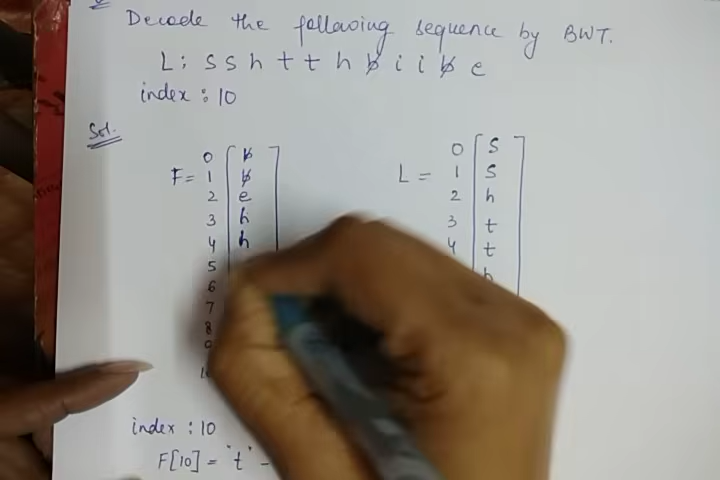 Decode the following sequence by BWT.
L: s s h t t h ƀ i i ƀ e
index : 10
Sol.
F = 0 ƀ
1 ƀ
2 e
3 h
4 h
5
6
7
8
L = 0 s
1 s
2 h
3 t
4 t
h
index : 10
F[10] = 't' -